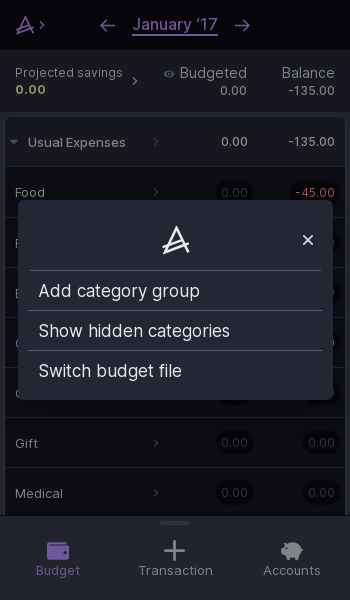 January ‘17
Projected savings
0.00
Budgeted
0.00
Balance
-135.00
Usual Expenses
0.00
-135.00
Food
0.00
-45.00
Add category group
Show hidden categories
Switch budget file
Gift
0.00
0.00
Medical
0.00
0.00
Budget
Transaction
Accounts